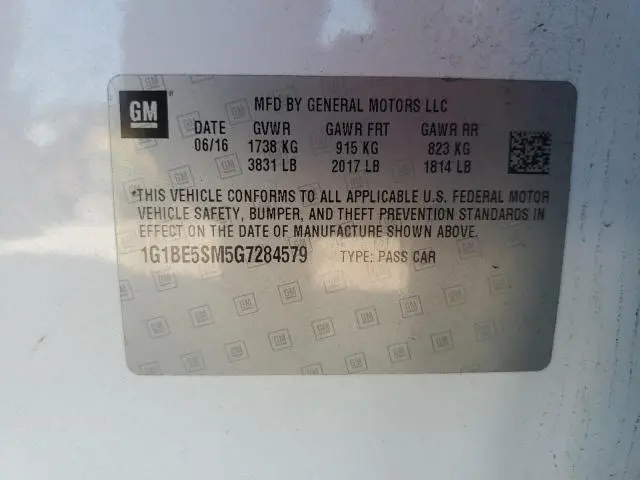 GM
MFD BY GENERAL MOTORS LLC
DATE GVWR GAWR FRT GAWR RR
06/16 1738 KG 915 KG 823 KG
3831 LB 2017 LB 1814 LB
*THIS VEHICLE CONFORMS TO ALL APPLICABLE U.S. FEDERAL MOTOR
VEHICLE SAFETY, BUMPER, AND THEFT PREVENTION STANDARDS IN
EFFECT ON THE DATE OF MANUFACTURE SHOWN ABOVE.
1G1BE5SM5G7284579 TYPE: PASS CAR